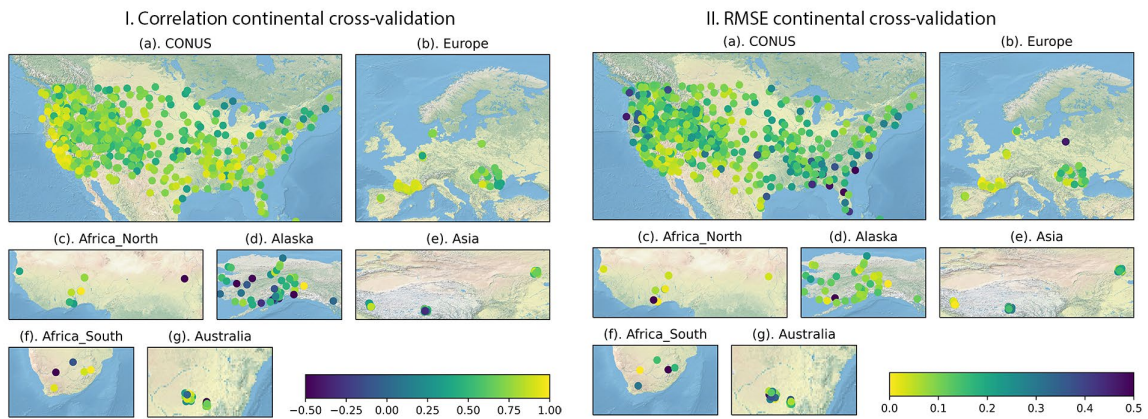 I. Correlation continental cross-validation
(a). CONUS
(b). Europe
(c). Africa_North
(d). Alaska
(e). Asia
(f). Africa_South
(g). Australia
−0.50 −0.25 0.00 0.25 0.50 0.75 1.00
II. RMSE continental cross-validation
(a). CONUS
(b). Europe
(c). Africa_North
(d). Alaska
(e). Asia
(f). Africa_South
(g). Australia
0.0 0.1 0.2 0.3 0.4 0.5